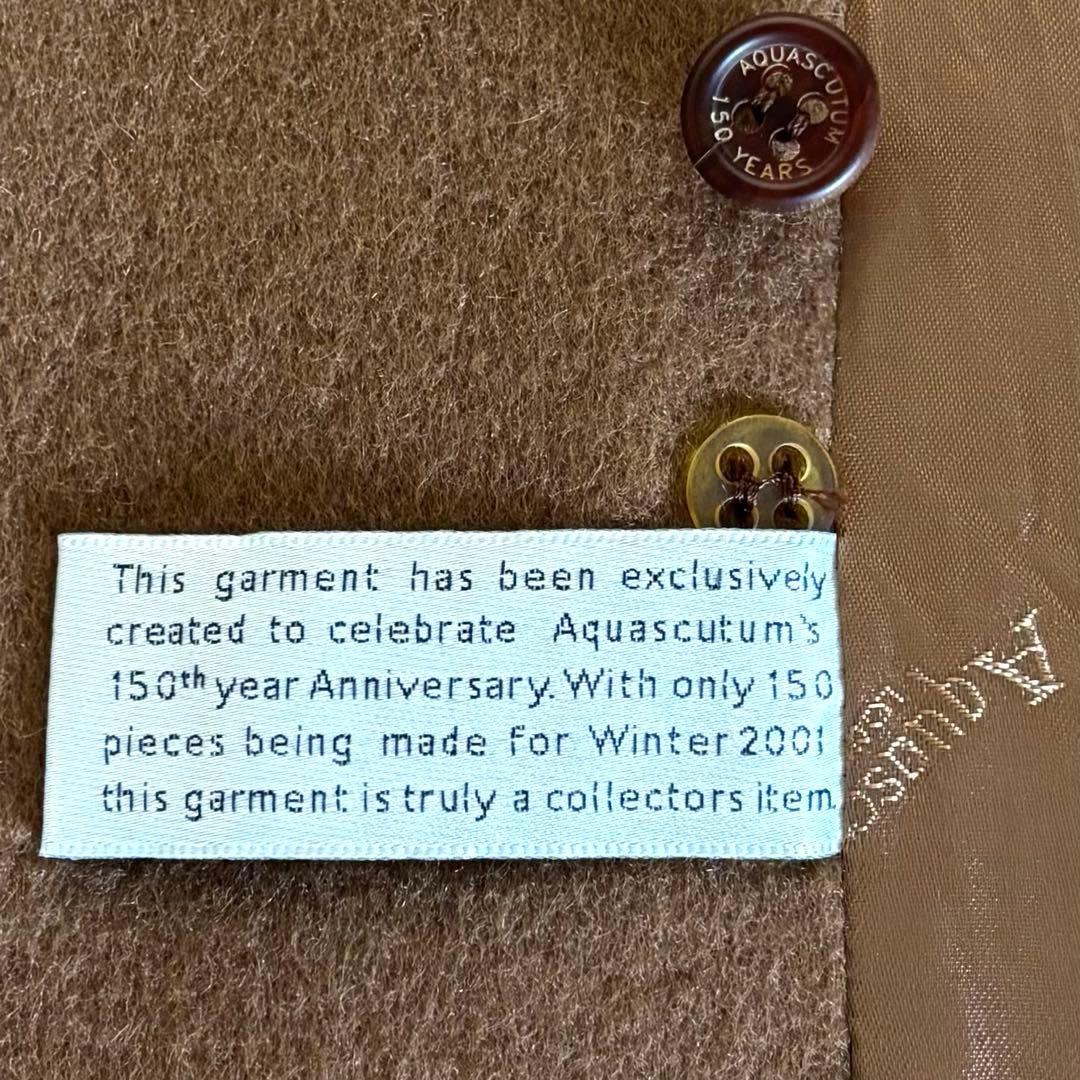 AQUASCUTUM
150 YEARS
This garment has been exclusively
created to celebrate Aquascutum's
150th year Anniversary. With only 150
pieces being made for Winter 2001
this garment is truly a collectors item.
Aquasc